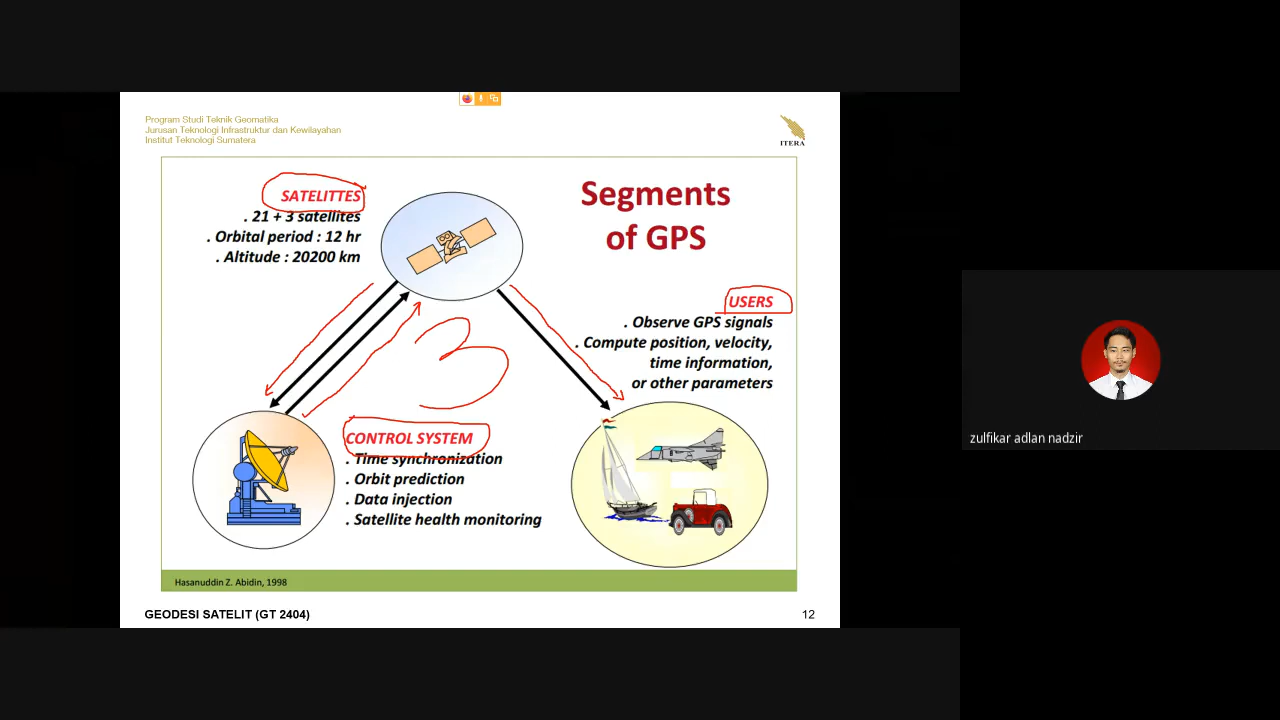 Program Studi Teknik Geomatika
Jurusan Teknologi Infrastruktur dan Kewilayahan
Institut Teknologi Sumatera
ITERA
Segments
of GPS
SATELITTES
. 21 + 3 satellites
. Orbital period : 12 hr
. Altitude : 20200 km
USERS
. Observe GPS signals
. Compute position, velocity,
time information,
or other parameters
3
CONTROL SYSTEM
. Time synchronization
. Orbit prediction
. Data injection
. Satellite health monitoring
Hasanuddin Z. Abidin, 1998
GEODESI SATELIT (GT 2404)
12
zulfikar adlan nadzir